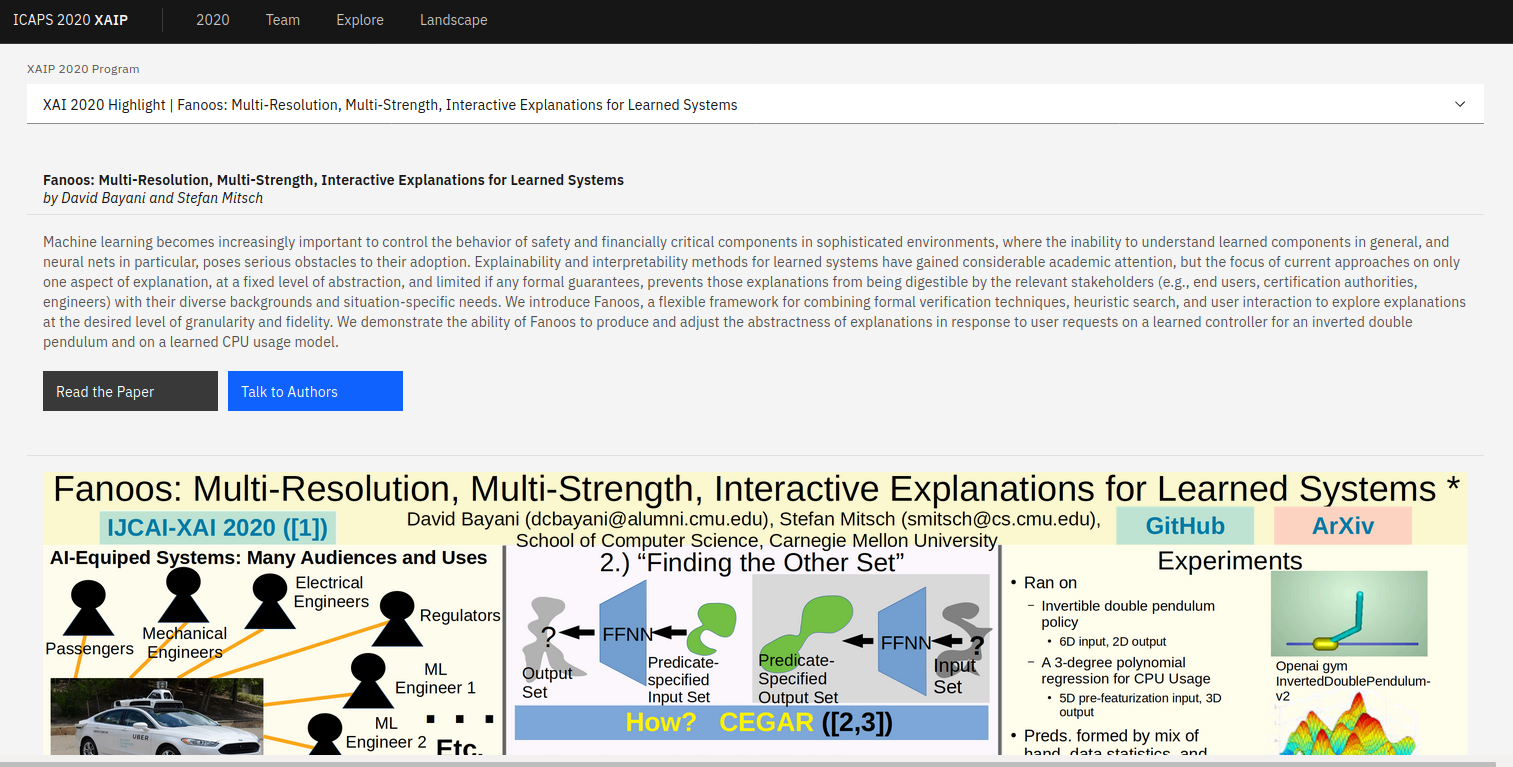 ICAPS 2020 XAIP 2020 Team Explore Landscape
XAIP 2020 Program
XAI 2020 Highlight | Fanoos: Multi-Resolution, Multi-Strength, Interactive Explanations for Learned Systems
Fanoos: Multi-Resolution, Multi-Strength, Interactive Explanations for Learned Systems
by David Bayani and Stefan Mitsch
Machine learning becomes increasingly important to control the behavior of safety and financially critical components in sophisticated environments, where the inability to understand learned components in general, and
neural nets in particular, poses serious obstacles to their adoption. Explainability and interpretability methods for learned systems have gained considerable academic attention, but the focus of current approaches on only
one aspect of explanation, at a fixed level of abstraction, and limited if any formal guarantees, prevents those explanations from being digestible by the relevant stakeholders (e.g., end users, certification authorities,
engineers) with their diverse backgrounds and situation-specific needs. We introduce Fanoos, a flexible framework for combining formal verification techniques, heuristic search, and user interaction to explore explanations
at the desired level of granularity and fidelity. We demonstrate the ability of Fanoos to produce and adjust the abstractness of explanations in response to user requests on a learned controller for an inverted double
pendulum and on a learned CPU usage model.
Read the Paper
Talk to Authors
Fanoos: Multi-Resolution, Multi-Strength, Interactive Explanations for Learned Systems *
IJCAI-XAI 2020 ([1])
David Bayani (dcbayani@alumni.cmu.edu), Stefan Mitsch (smitsch@cs.cmu.edu),
School of Computer Science, Carnegie Mellon University
GitHub
ArXiv
AI-Equiped Systems: Many Audiences and Uses
Passengers
Mechanical
Engineers
Electrical
Engineers
Regulators
ML
Engineer 1
ML
Engineer 2
Etc.
UBER
2.) “Finding the Other Set”
?
FFNN
Output
Set
Predicate-
specified
Input Set
Predicate-
Specified
Output Set
FFNN
?
Input
Set
How? CEGAR ([2,3])
Experiments
• Ran on
– Invertible double pendulum
policy
• 6D input, 2D output
– A 3-degree polynomial
regression for CPU Usage
• 5D pre-featurization input, 3D
output
• Preds. formed by mix of
hand, data statistics, and
Openai gym
InvertedDoublePendulum-
v2